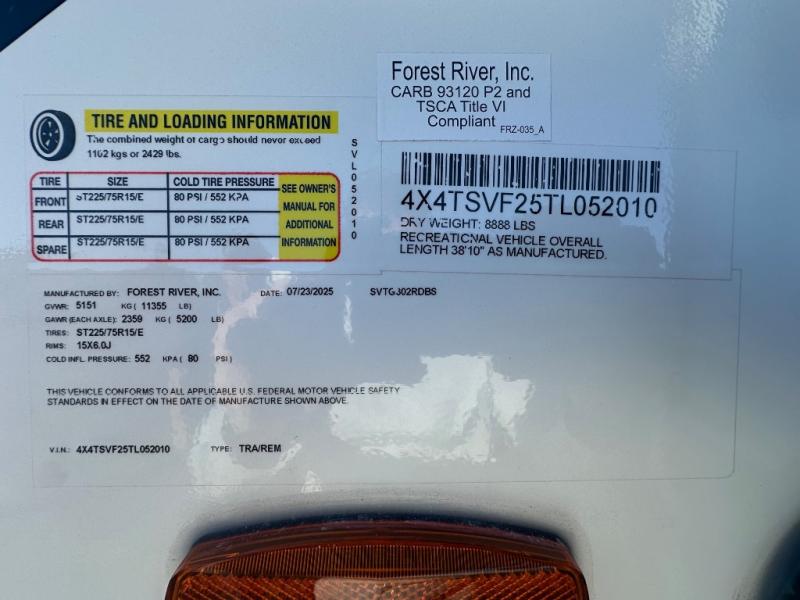 Forest River, Inc.
CARB 93120 P2 and
TSCA Title VI
Compliant FRZ-035_A
TIRE AND LOADING INFORMATION
The combined weight of cargo should never exceed
1102 kgs or 2429 lbs.
SVL052010
TIRE SIZE COLD TIRE PRESSURE SEE OWNER'S MANUAL FOR ADDITIONAL INFORMATION
FRONT ST225/75R15/E 80 PSI / 552 KPA
REAR ST225/75R15/E 80 PSI / 552 KPA
SPARE ST225/75R15/E 80 PSI / 552 KPA
4X4TSVF25TL052010
DRY WEIGHT: 8888 LBS
RECREATIONAL VEHICLE OVERALL
LENGTH 38'10" AS MANUFACTURED.
MANUFACTURED BY: FOREST RIVER, INC. DATE: 07/23/2025 SVTG302RDBS
GVWR: 5151 KG ( 11355 LB)
GAWR (EACH AXLE): 2359 KG ( 5200 LB)
TIRES: ST225/75R15/E
RIMS: 15X6.0J
COLD INFL. PRESSURE: 552 KPA ( 80 PSI )
THIS VEHICLE CONFORMS TO ALL APPLICABLE U.S. FEDERAL MOTOR VEHICLE SAFETY
STANDARDS IN EFFECT ON THE DATE OF MANUFACTURE SHOWN ABOVE.
V.I.N.: 4X4TSVF25TL052010 TYPE: TRA/REM